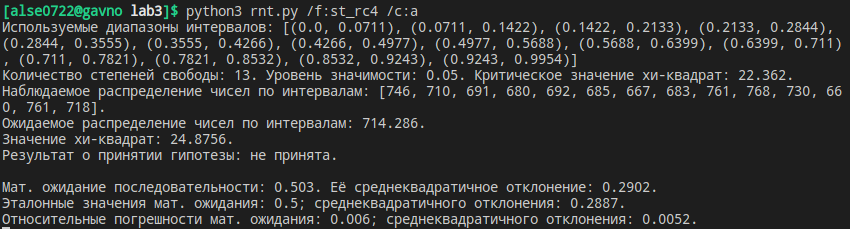 [alse0722@gavno lab3]$ python3 rnt.py /f:st_rc4 /c:a
Используемые диапазоны интервалов: [(0.0, 0.0711), (0.0711, 0.1422), (0.1422, 0.2133), (0.2133, 0.2844),
(0.2844, 0.3555), (0.3555, 0.4266), (0.4266, 0.4977), (0.4977, 0.5688), (0.5688, 0.6399), (0.6399, 0.711)
, (0.711, 0.7821), (0.7821, 0.8532), (0.8532, 0.9243), (0.9243, 0.9954)]
Количество степеней свободы: 13. Уровень значимости: 0.05. Критическое значение хи-квадрат: 22.362.
Наблюдаемое распределение чисел по интервалам: [746, 710, 691, 680, 692, 685, 667, 683, 761, 768, 730, 66
0, 761, 718].
Ожидаемое распределение чисел по интервалам: 714.286.
Значение хи-квадрат: 24.8756.
Результат о принятии гипотезы: не принята.
Мат. ожидание последовательности: 0.503. Её среднеквадратичное отклонение: 0.2902.
Эталонные значения мат. ожидания: 0.5; среднеквадратичного отклонения: 0.2887.
Относительные погрешности мат. ожидания: 0.006; среднеквадратичного отклонения: 0.0052.